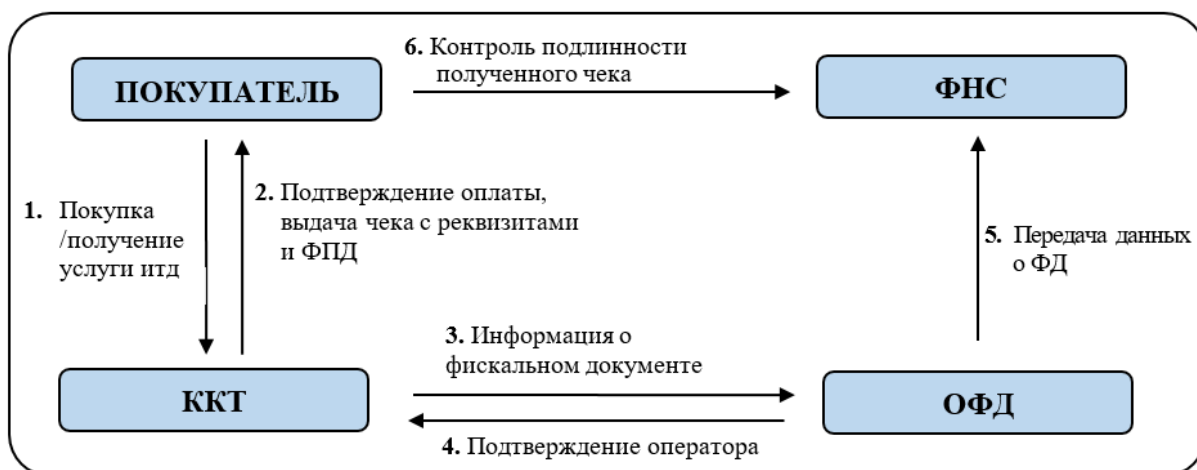 6. Контроль подлинности
полученного чека
ПОКУПАТЕЛЬ
ФНС
1. Покупка
/получение
услуги итд
2. Подтверждение оплаты,
выдача чека с реквизитами
и ФПД
5. Передача данных
о ФД
3. Информация о
фискальном документе
ККТ
ОФД
4. Подтверждение оператора